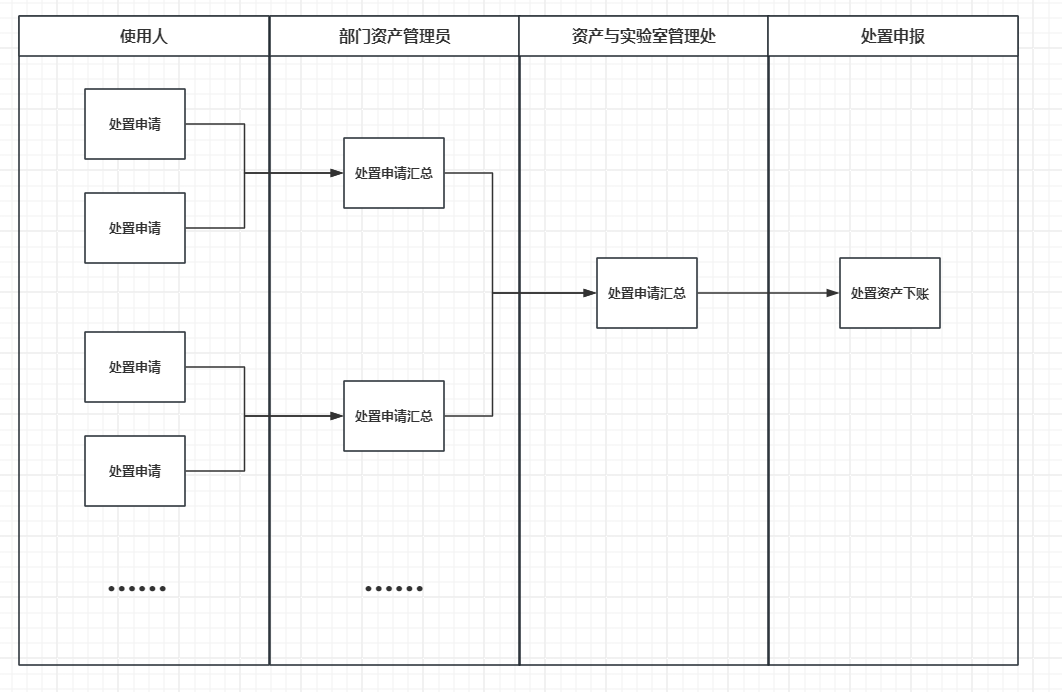 使用人
部门资产管理员
资产与实验室管理处
处置申报
处置申请
处置申请
处置申请汇总
处置申请汇总
处置资产下账
处置申请
处置申请
处置申请汇总
……
……